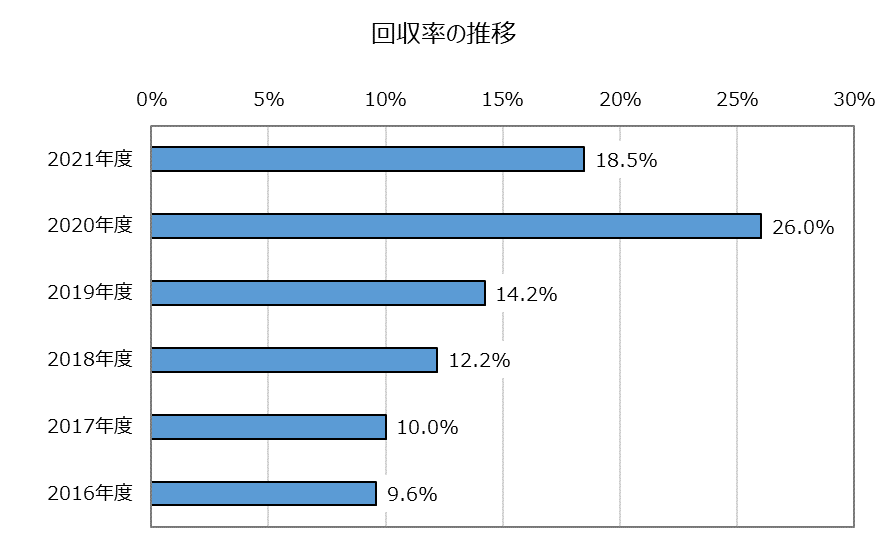 回収率の推移
0% 5% 10% 15% 20% 25% 30%
2021年度 18.5%
2020年度 26.0%
2019年度 14.2%
2018年度 12.2%
2017年度 10.0%
2016年度 9.6%